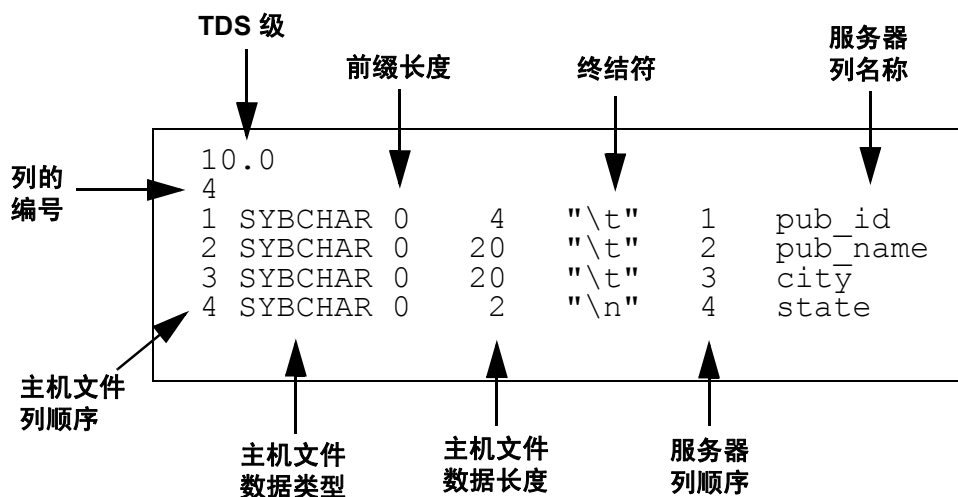 TDS 级
前缀长度
终结符
服务器
列名称
列的
编号
10.0
4
1 SYBCHAR 0 4 "\t" 1 pub_id
2 SYBCHAR 0 20 "\t" 2 pub_name
3 SYBCHAR 0 20 "\t" 3 city
4 SYBCHAR 0 2 "\n" 4 state
主机文件
列顺序
主机文件
数据类型
主机文件
数据长度
服务器
列顺序